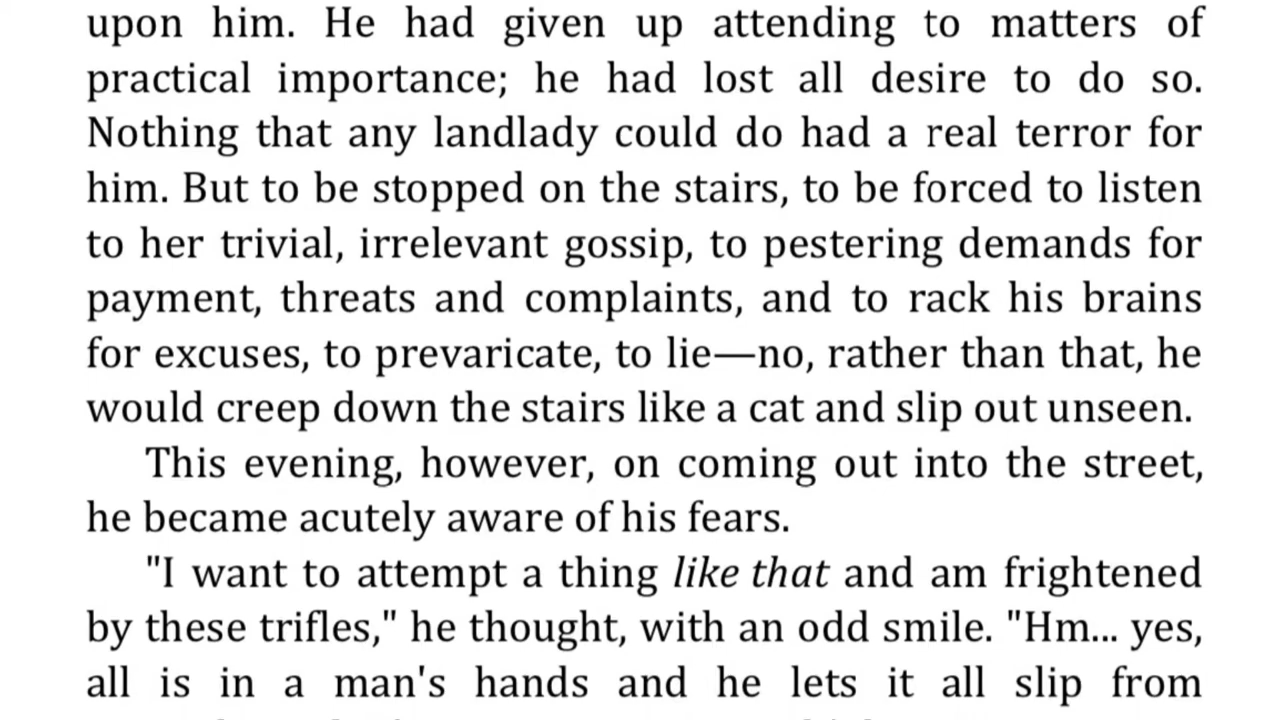 upon him. He had given up attending to matters of
practical importance; he had lost all desire to do so.
Nothing that any landlady could do had a real terror for
him. But to be stopped on the stairs, to be forced to listen
to her trivial, irrelevant gossip, to pestering demands for
payment, threats and complaints, and to rack his brains
for excuses, to prevaricate, to lie—no, rather than that, he
would creep down the stairs like a cat and slip out unseen.
This evening, however, on coming out into the street,
he became acutely aware of his fears.
"I want to attempt a thing like that and am frightened
by these trifles," he thought, with an odd smile. "Hm... yes,
all is in a man's hands and he lets it all slip from